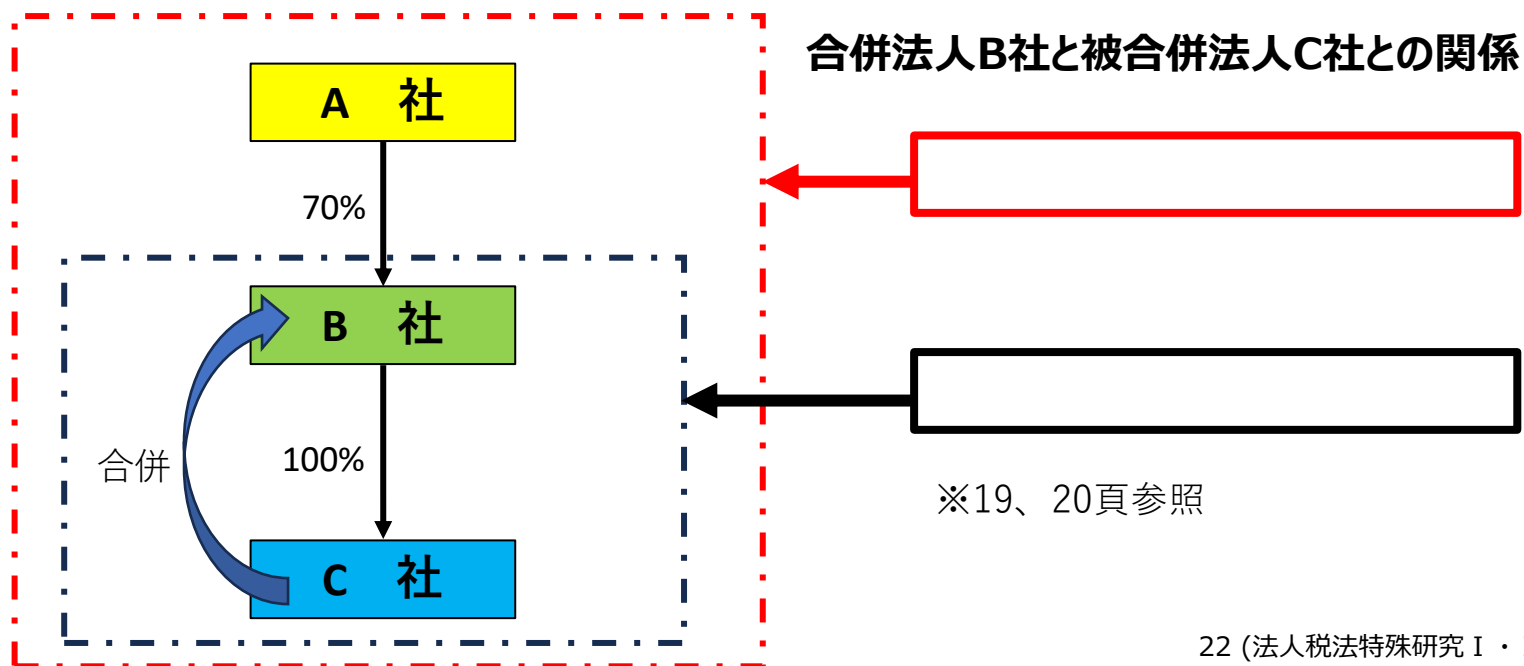 合併法人B社と被合併法人C社との関係
A 社
70%
B 社
合併
100%
※19、20頁参照
C 社
22 (法人税法特殊研究Ⅰ・